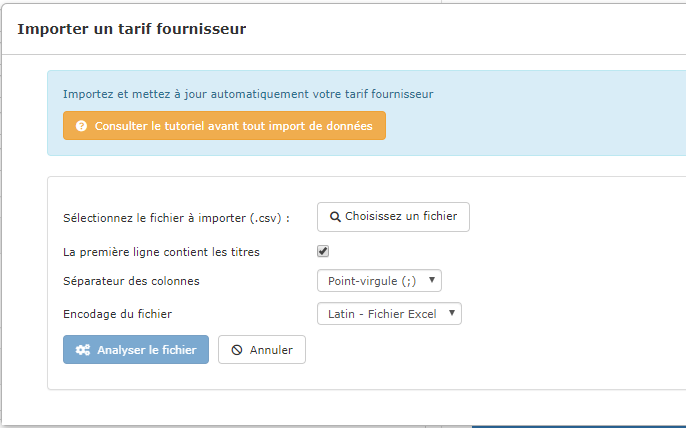 Importer un tarif fournisseur
Importez et mettez à jour automatiquement votre tarif fournisseur
Consulter le tutoriel avant tout import de données
Sélectionnez le fichier à importer (.csv) :
Choisissez un fichier
La première ligne contient les titres
Séparateur des colonnes
Point-virgule (;)
Encodage du fichier
Latin - Fichier Excel
Analyser le fichier
Annuler